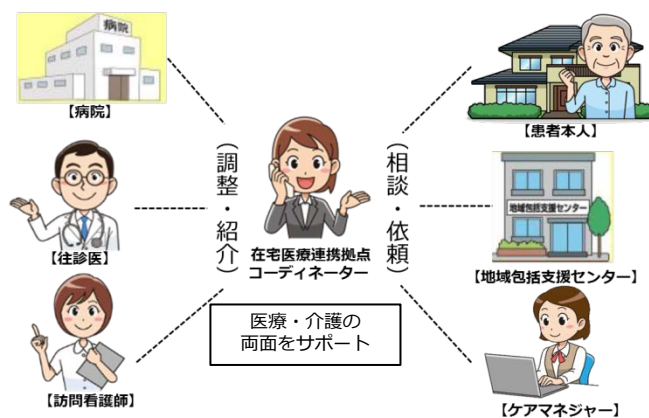 病院
【病院】
【往診医】
【訪問看護師】
（調整・紹介）
在宅医療連携拠点
コーディネーター
医療・介護の
両面をサポート
（相談・依頼）
【患者本人】
地域包括支援センター
【地域包括支援センター】
【ケアマネジャー】